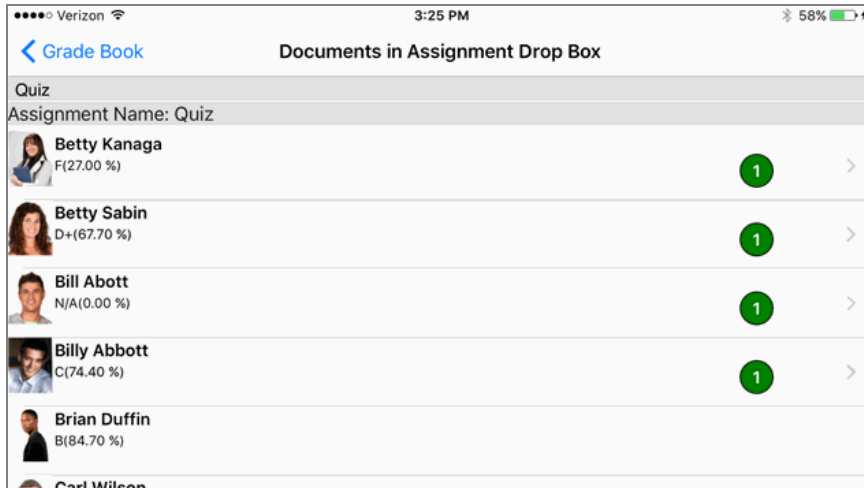 Verizon 3:25 PM 58%
Grade Book Documents in Assignment Drop Box
Quiz
Assignment Name: Quiz
Betty Kanaga
F(27.00 %)
1
Betty Sabin
D+(67.70 %)
1
Bill Abott
N/A(0.00 %)
1
Billy Abbott
C(74.40 %)
1
Brian Duffin
B(84.70 %)
Carl Wilson